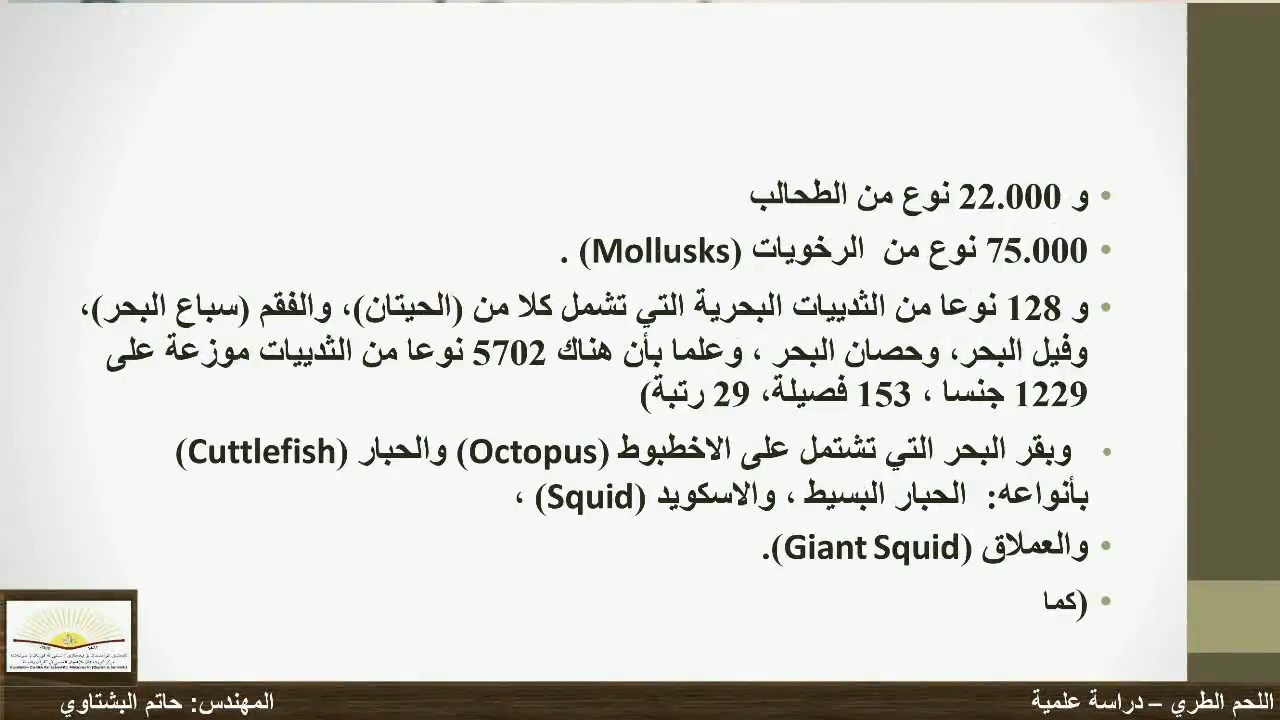 • و 22.000 نوع من الطحالب
• 75.000 نوع من الرخويات (Mollusks) .
• و 128 نوعا من الثدييات البحرية التي تشمل كلا من (الحيتان)، والفقم (سباع البحر)،
وفيل البحر، وحصان البحر ، وعلما بأن هناك 5702 نوعا من الثدييات موزعة على
1229 جنسا ، 153 فصيلة، 29 رتبة)
• وبقر البحر التي تشتمل على الاخطبوط (Octopus) والحبار (Cuttlefish)
بأنواعه: الحبار البسيط ، والاسكويد (Squid) ،
• والعملاق (Giant Squid).
• (كما
اللحم الطري – دراسة علمية
المهندس: حاتم البشتاوي